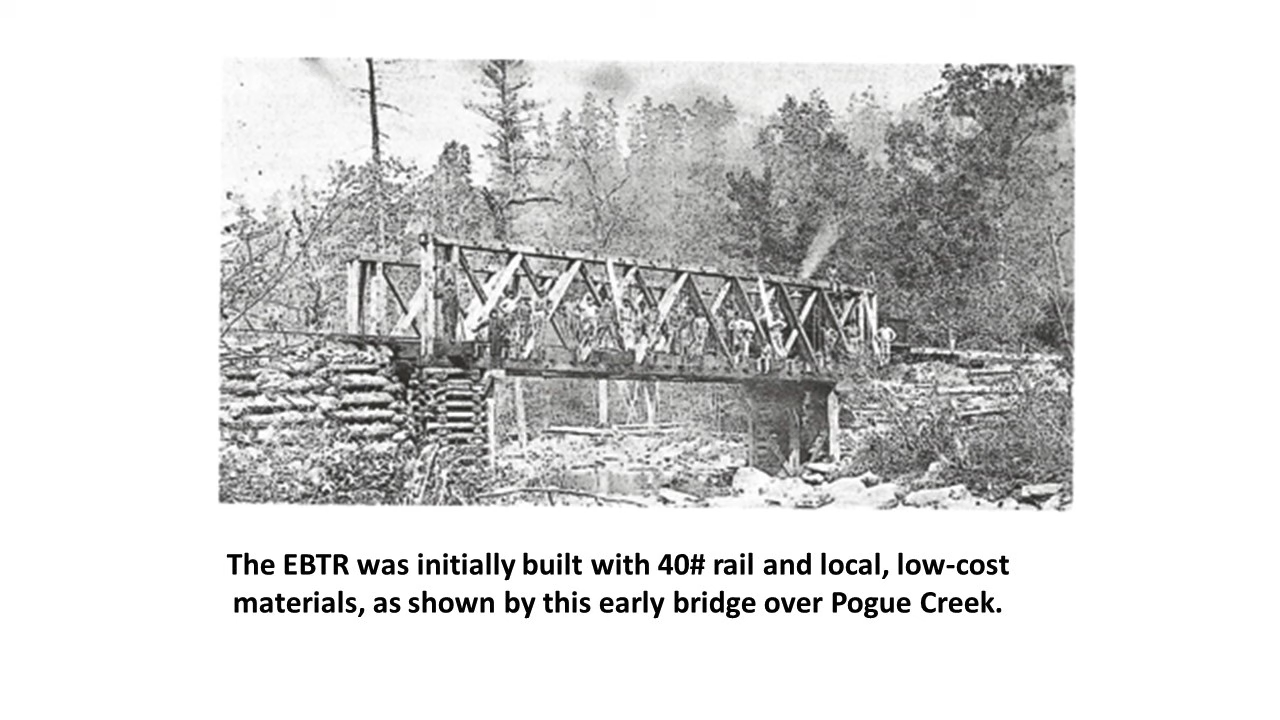 The EBTR was initially built with 40# rail and local, low-cost
materials, as shown by this early bridge over Pogue Creek.